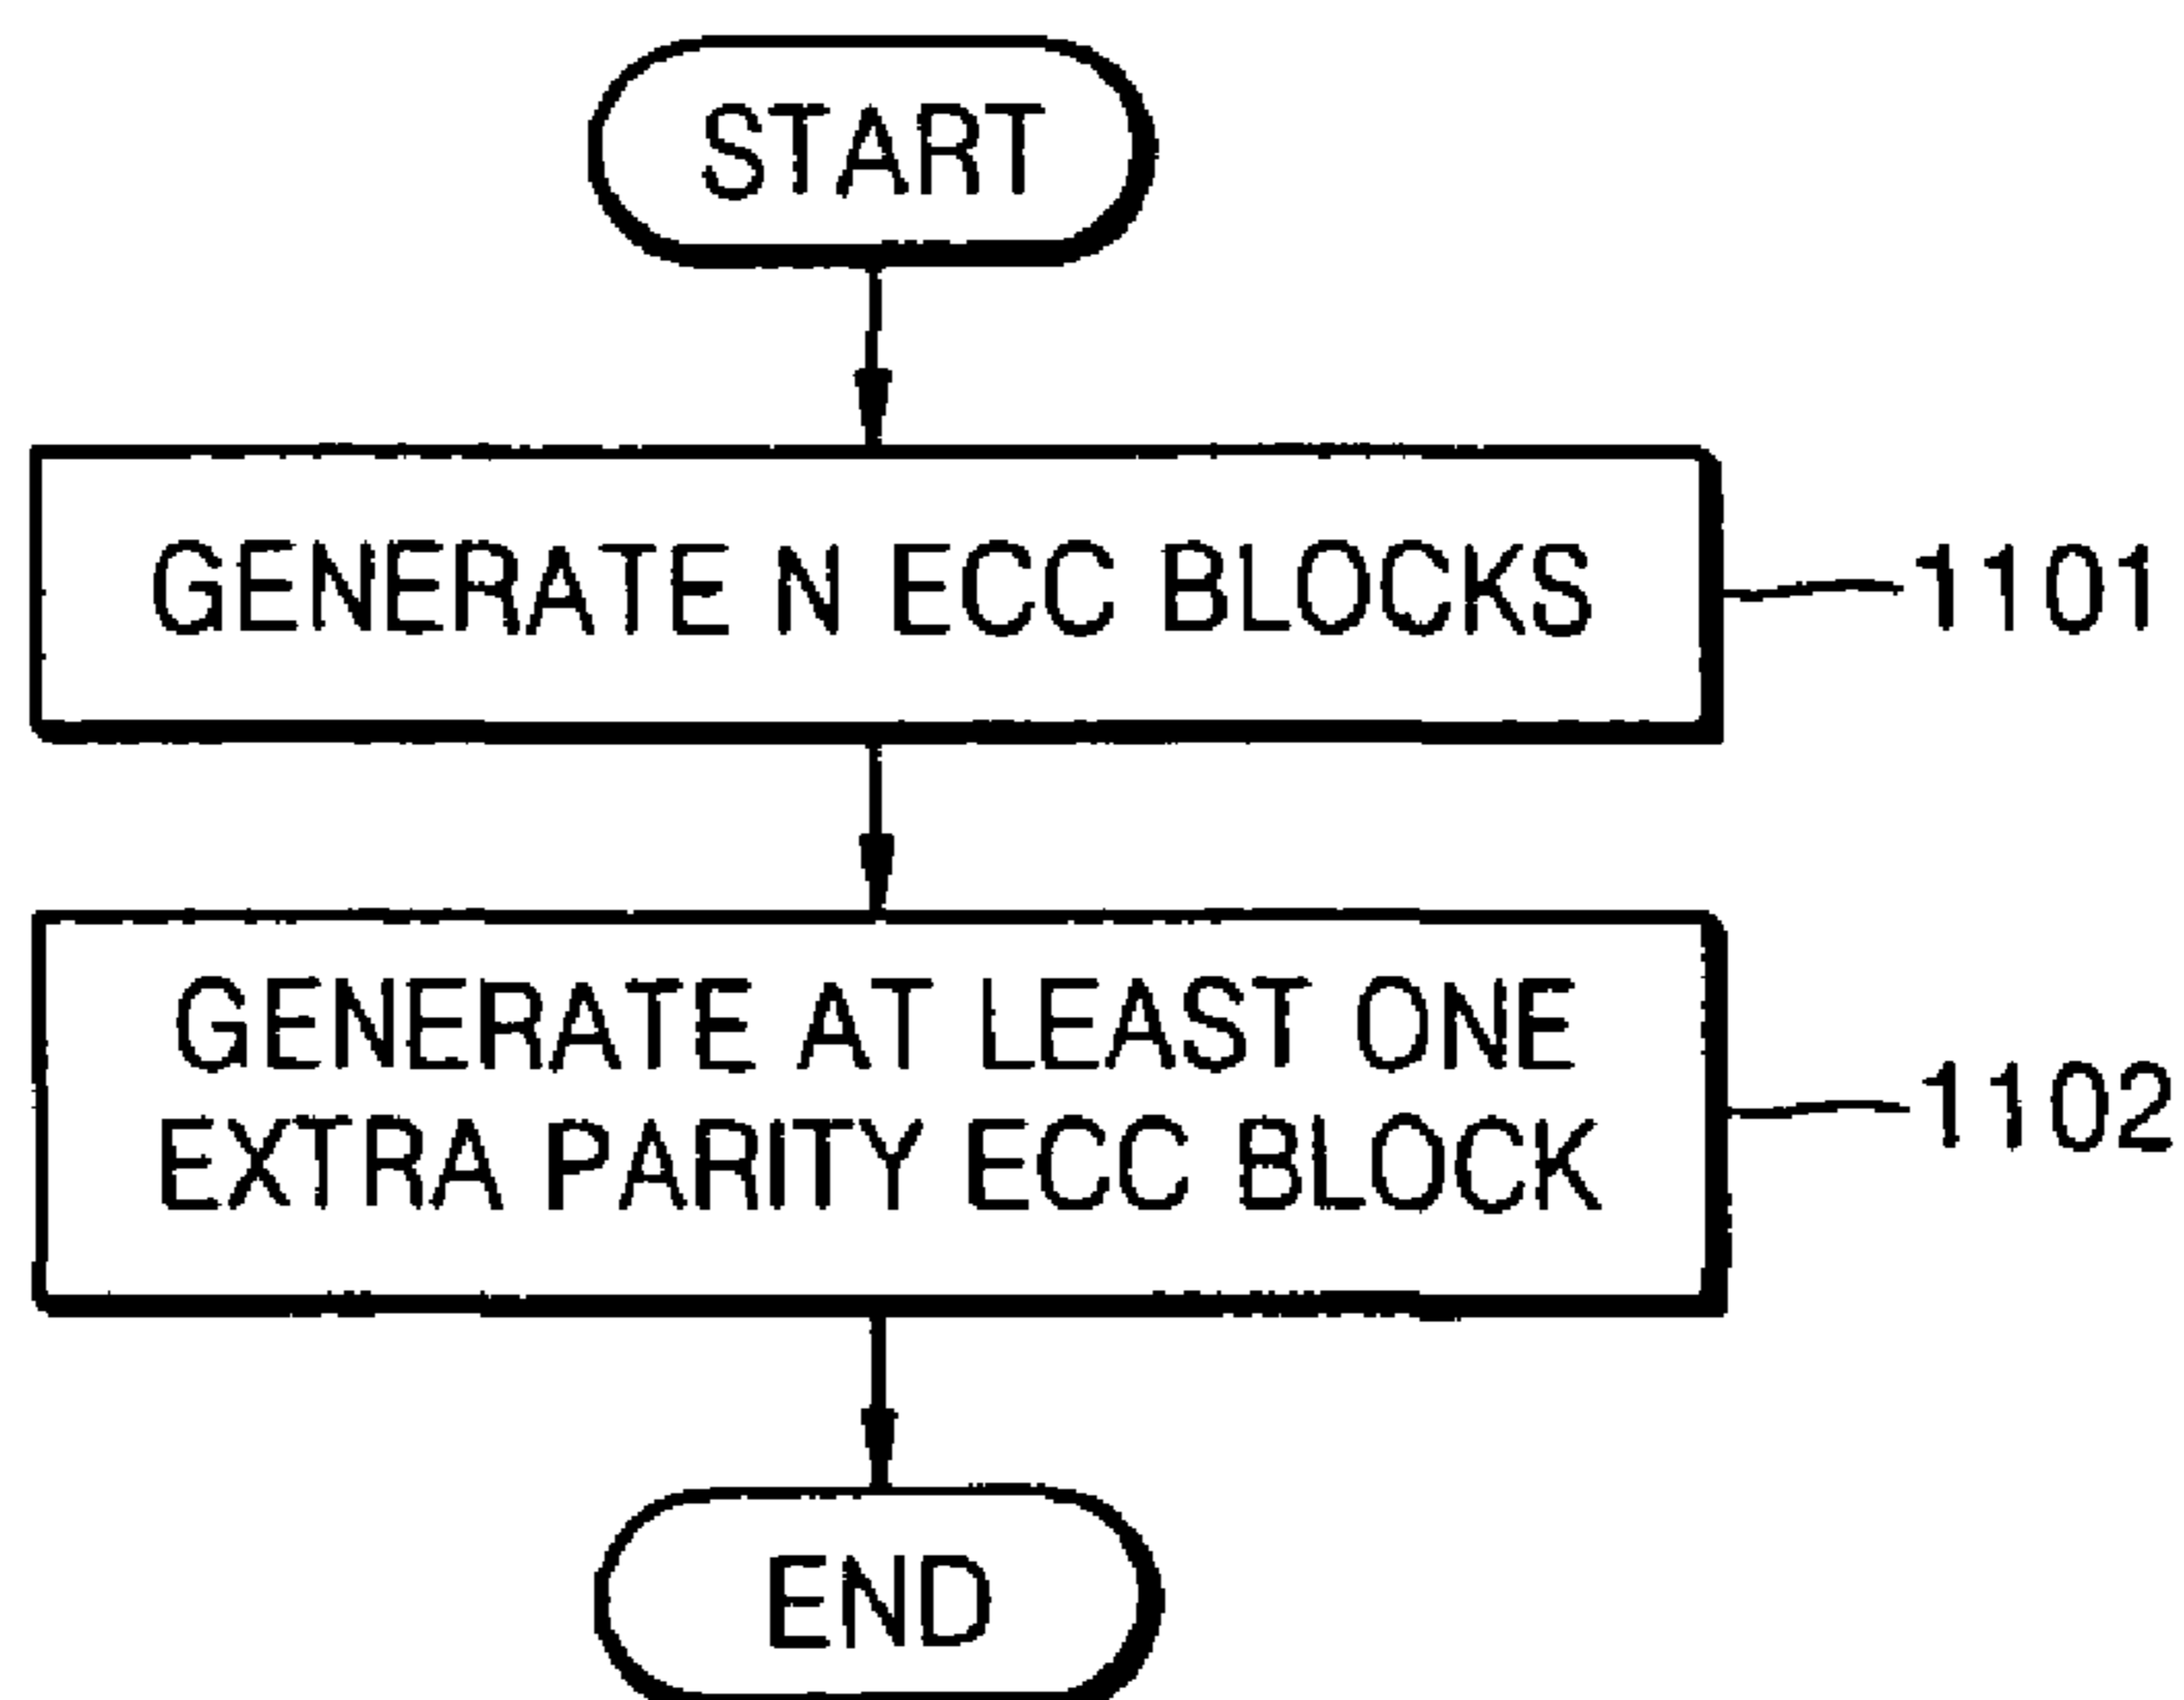 START
GENERATE N ECC BLOCKS
1101
GENERATE AT LEAST ONE
EXTRA PARITY ECC BLOCK
1102
END